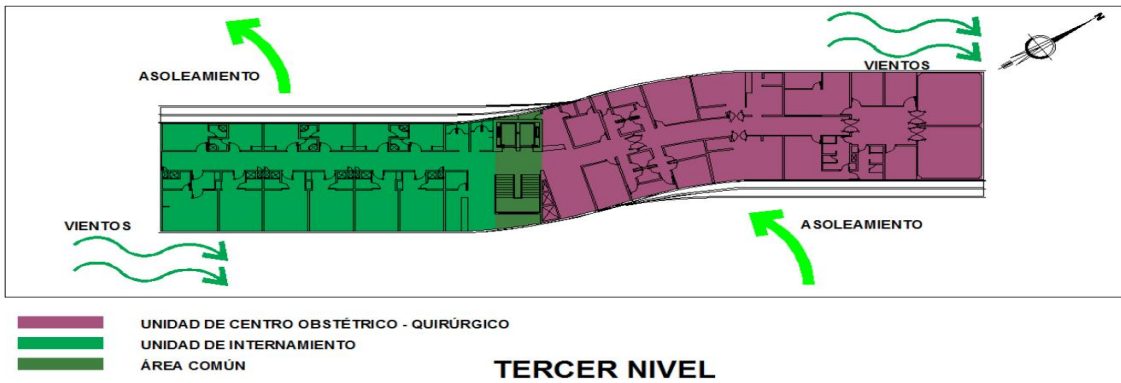 N
VIENTOS
ASOLEAMIENTO
VIENTOS
ASOLEAMIENTO
UNIDAD DE CENTRO OBSTÉTRICO - QUIRÚRGICO
UNIDAD DE INTERNAMIENTO
ÁREA COMÚN
TERCER NIVEL